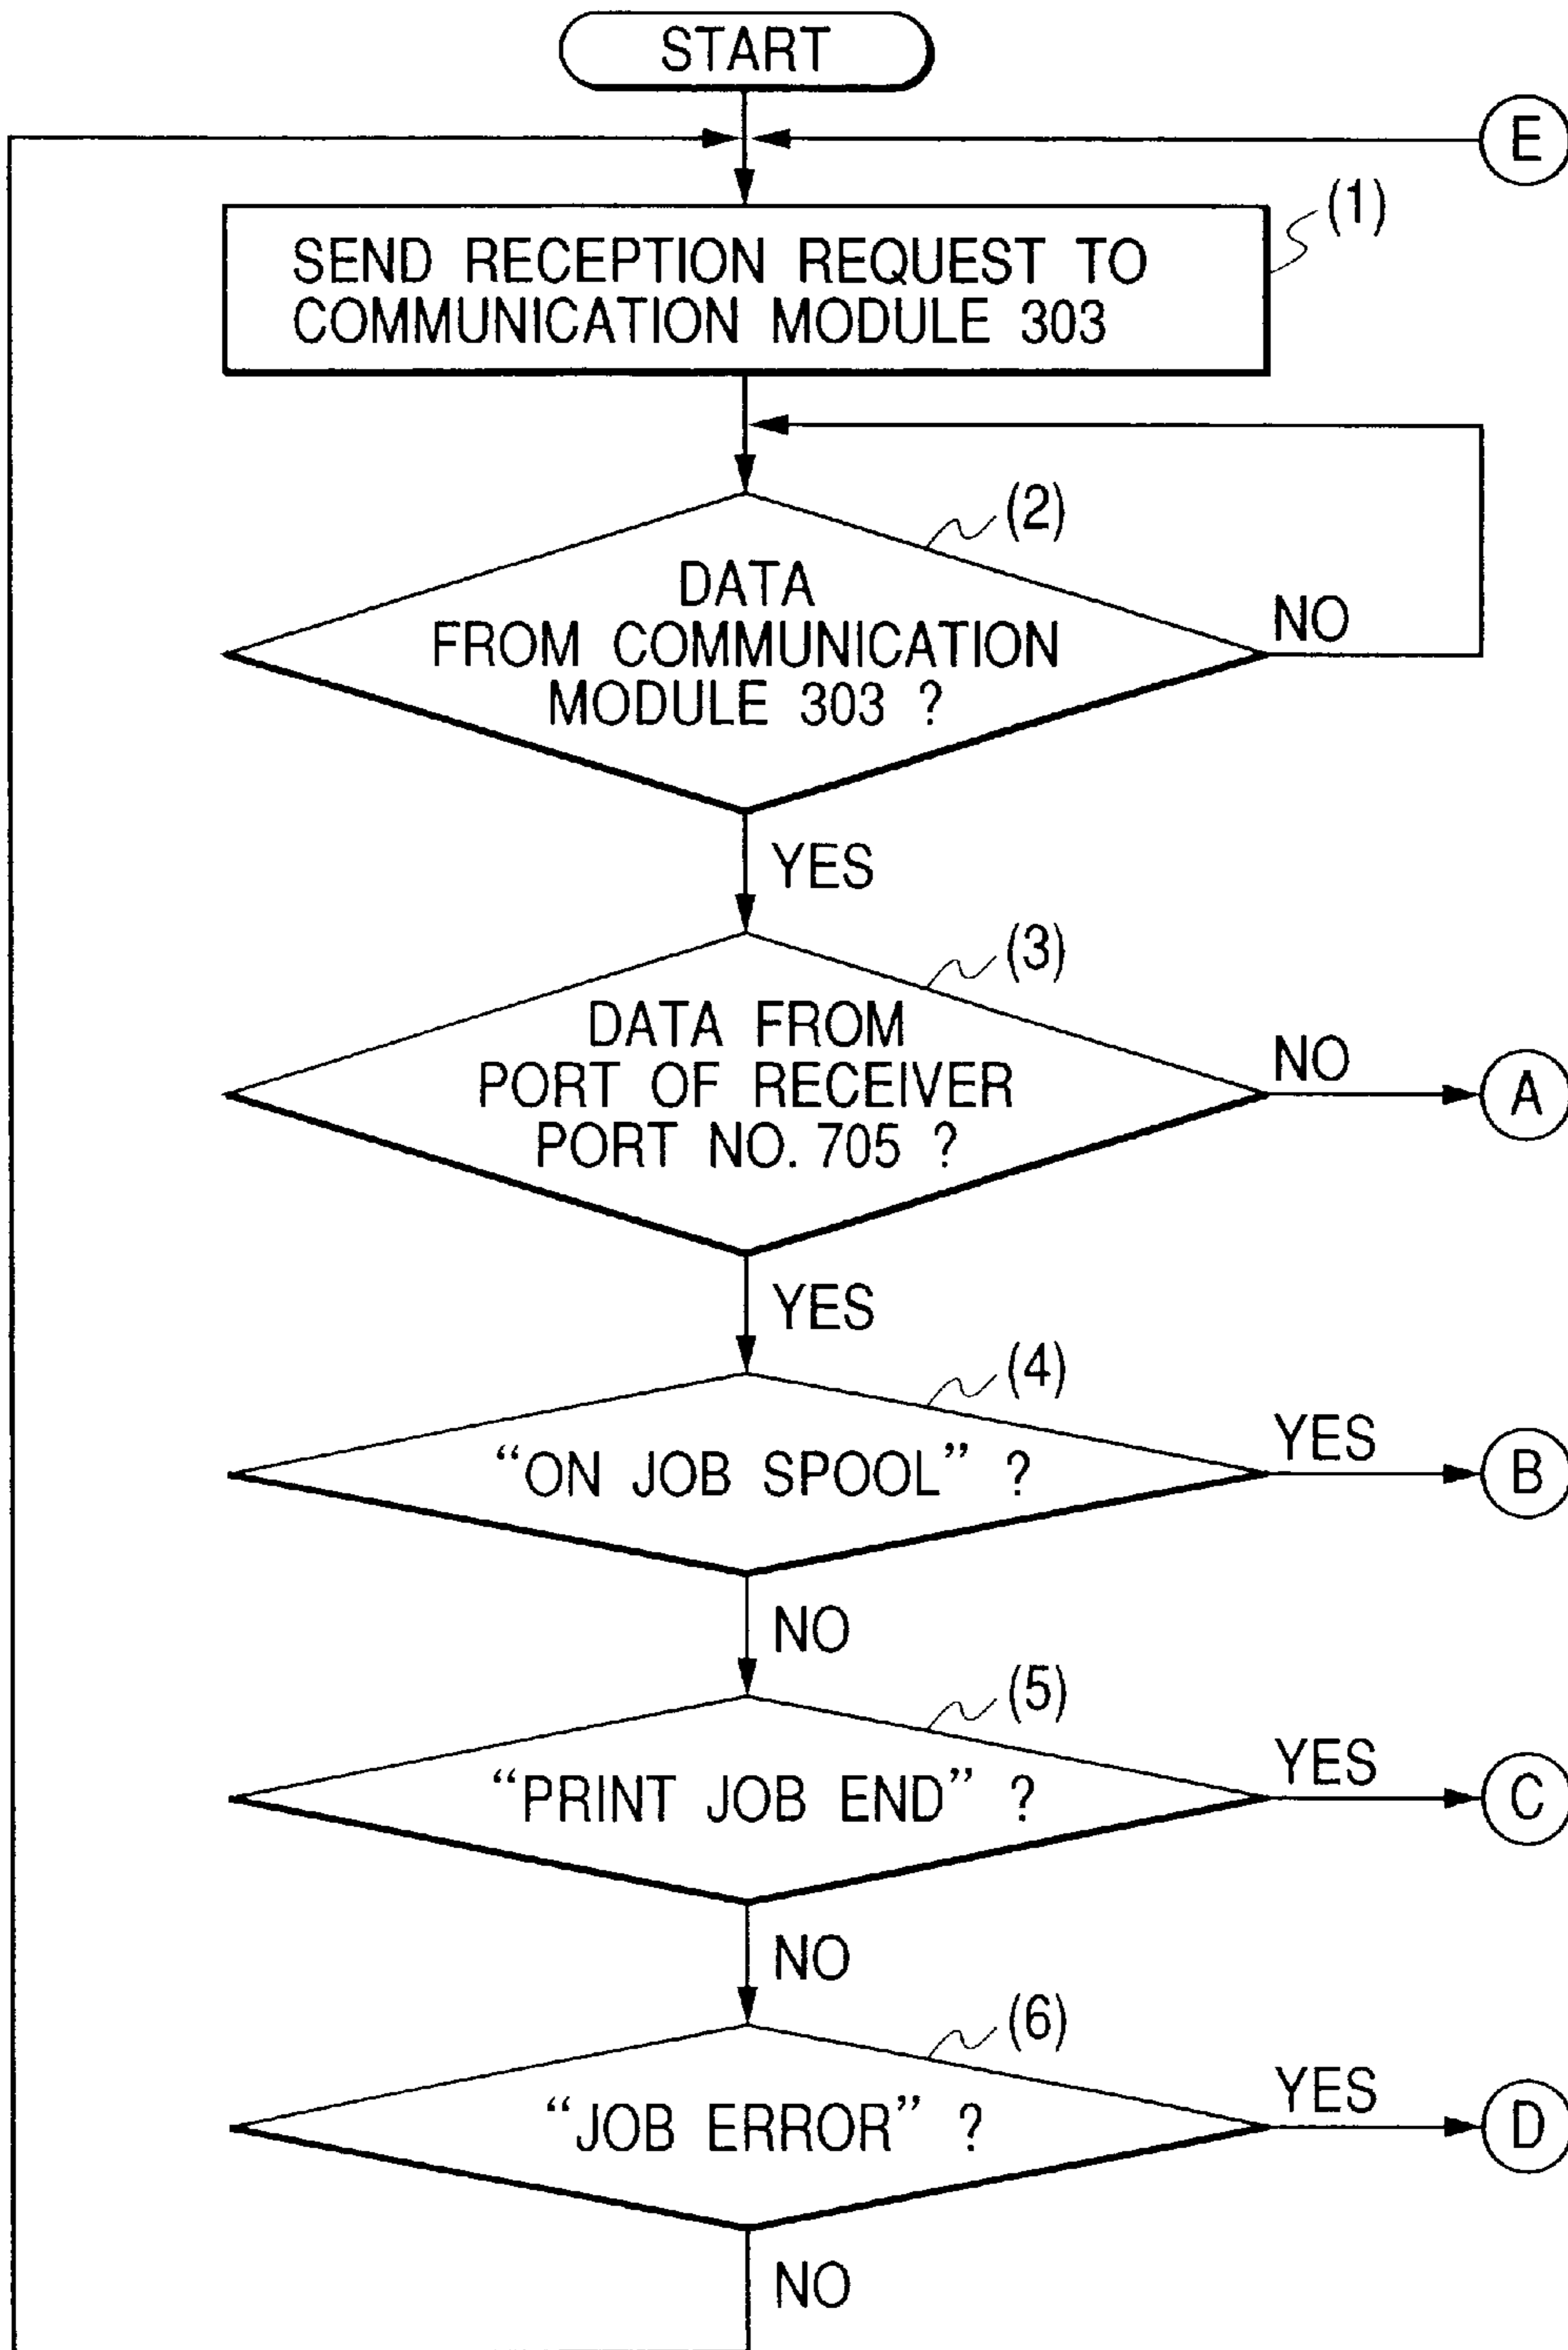 START
E
(1)
SEND RECEPTION REQUEST TO
COMMUNICATION MODULE 303
(2)
DATA
FROM COMMUNICATION
MODULE 303 ?
NO
YES
(3)
DATA FROM
PORT OF RECEIVER
PORT NO. 705 ?
NO
A
YES
(4)
“ON JOB SPOOL” ?
YES
B
NO
(5)
“PRINT JOB END” ?
YES
C
NO
(6)
“JOB ERROR” ?
YES
D
NO